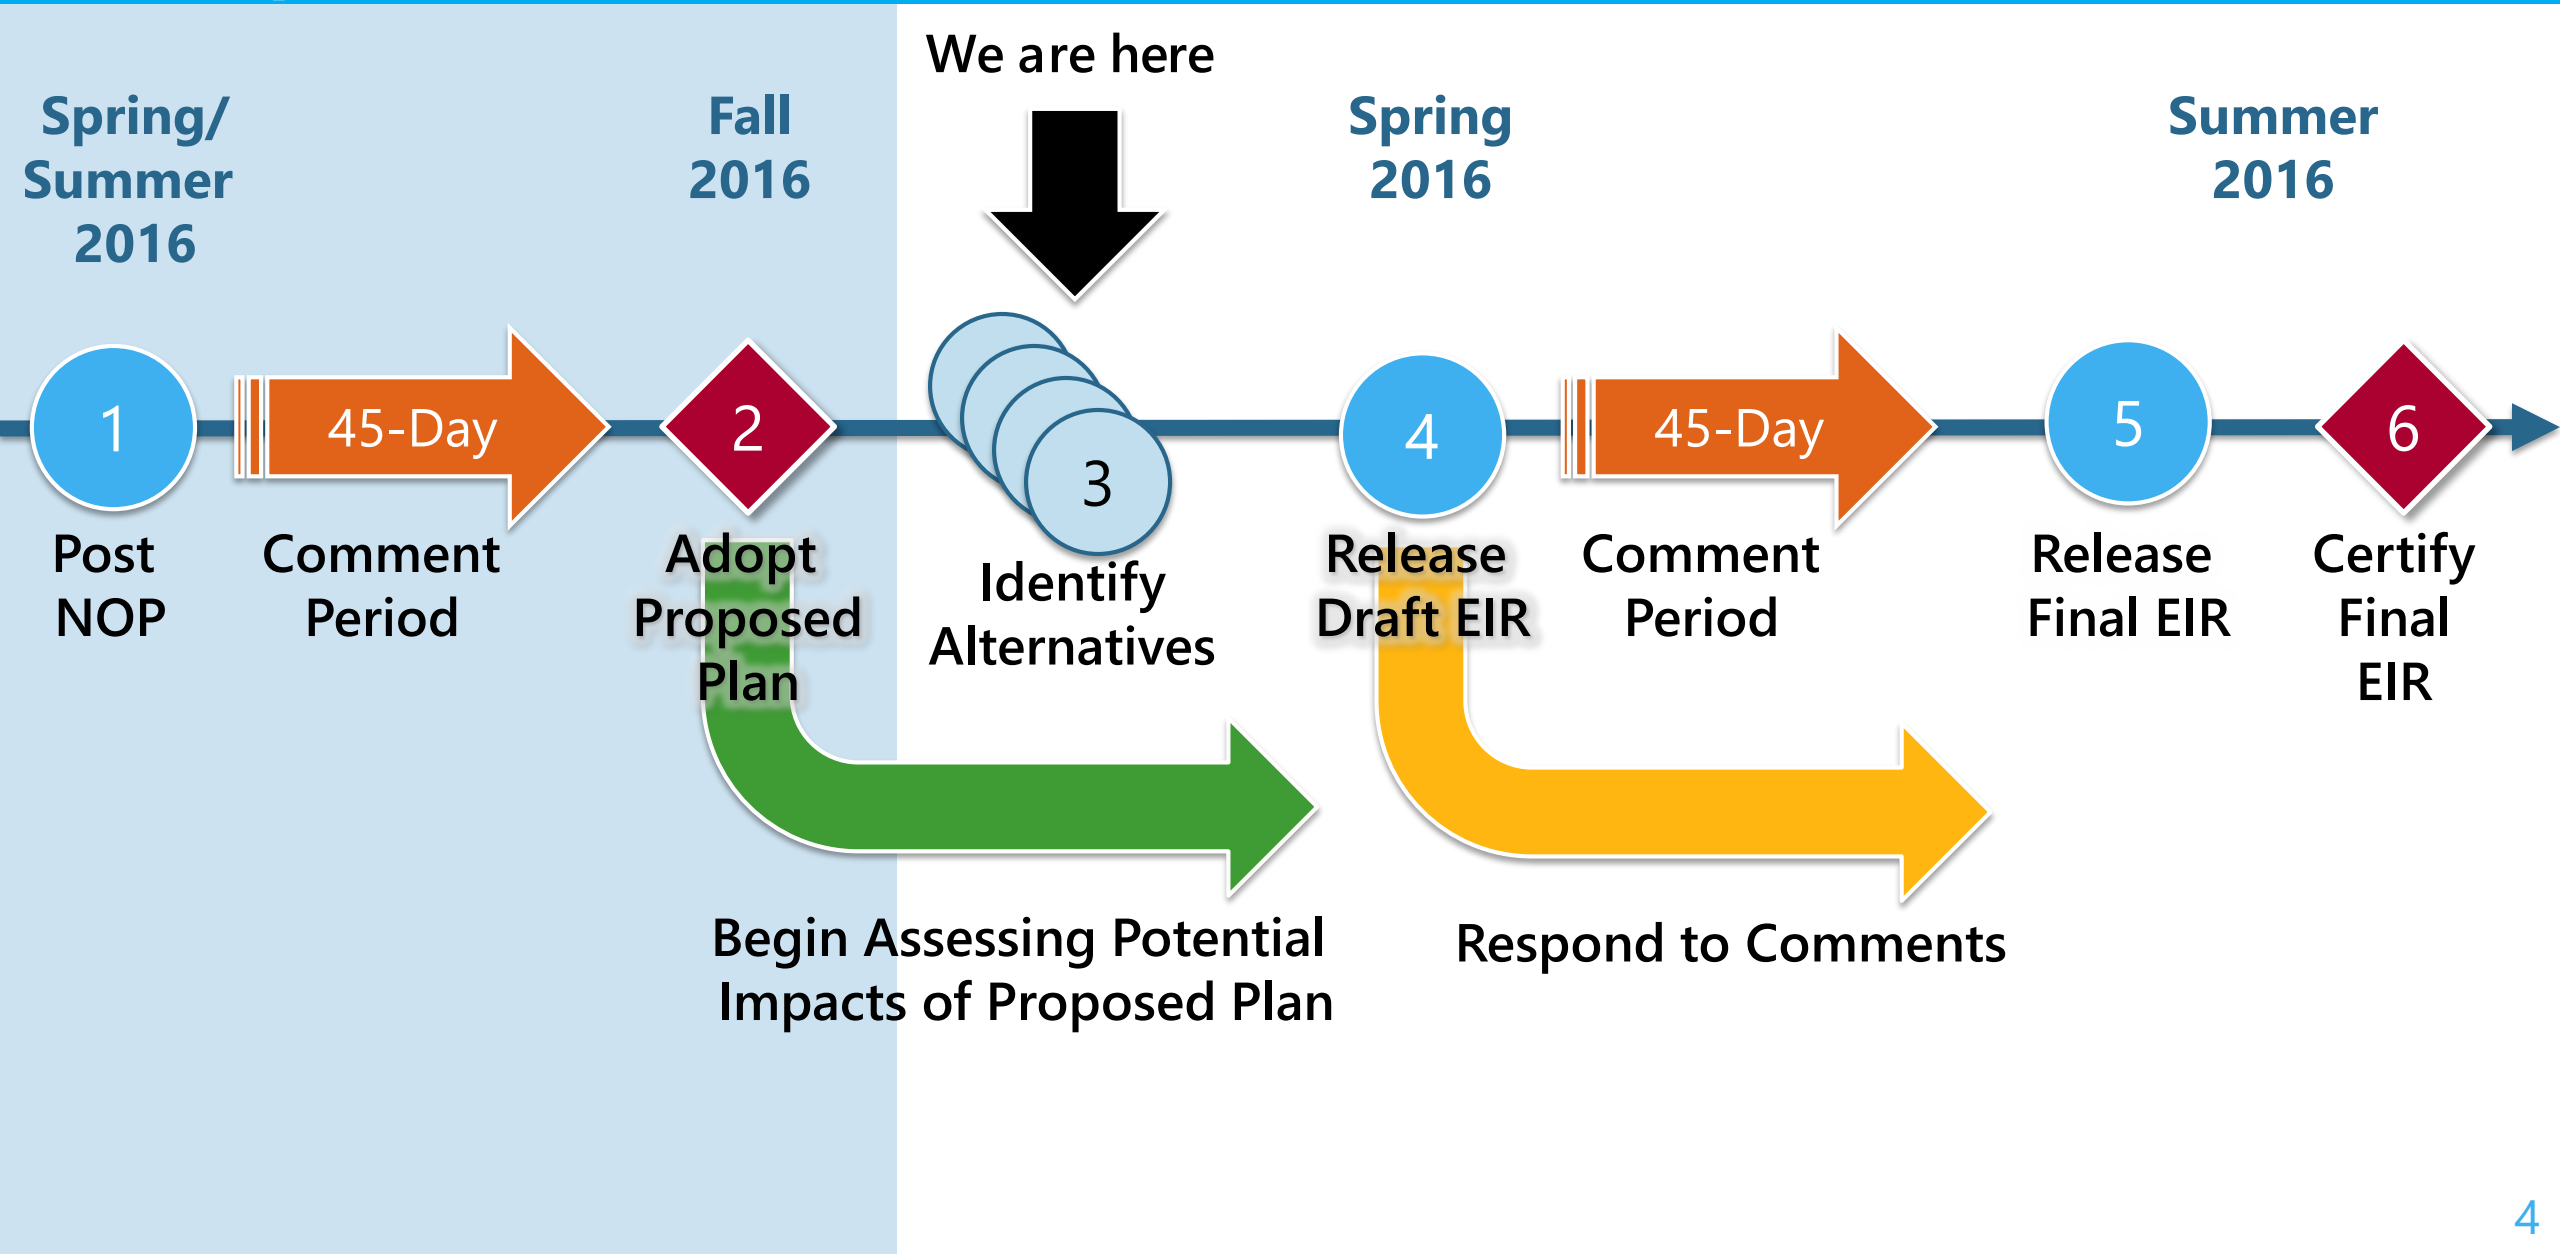 We are here
Spring/
Summer
2016
Fall
2016
Spring
2016
Summer
2016
1
45-Day
2
3
4
45-Day
5
6
Post
NOP
Comment
Period
Adopt
Proposed
Plan
Identify
Alternatives
Release
Draft EIR
Comment
Period
Release
Final EIR
Certify
Final
EIR
Begin Assessing Potential
Impacts of Proposed Plan
Respond to Comments
4